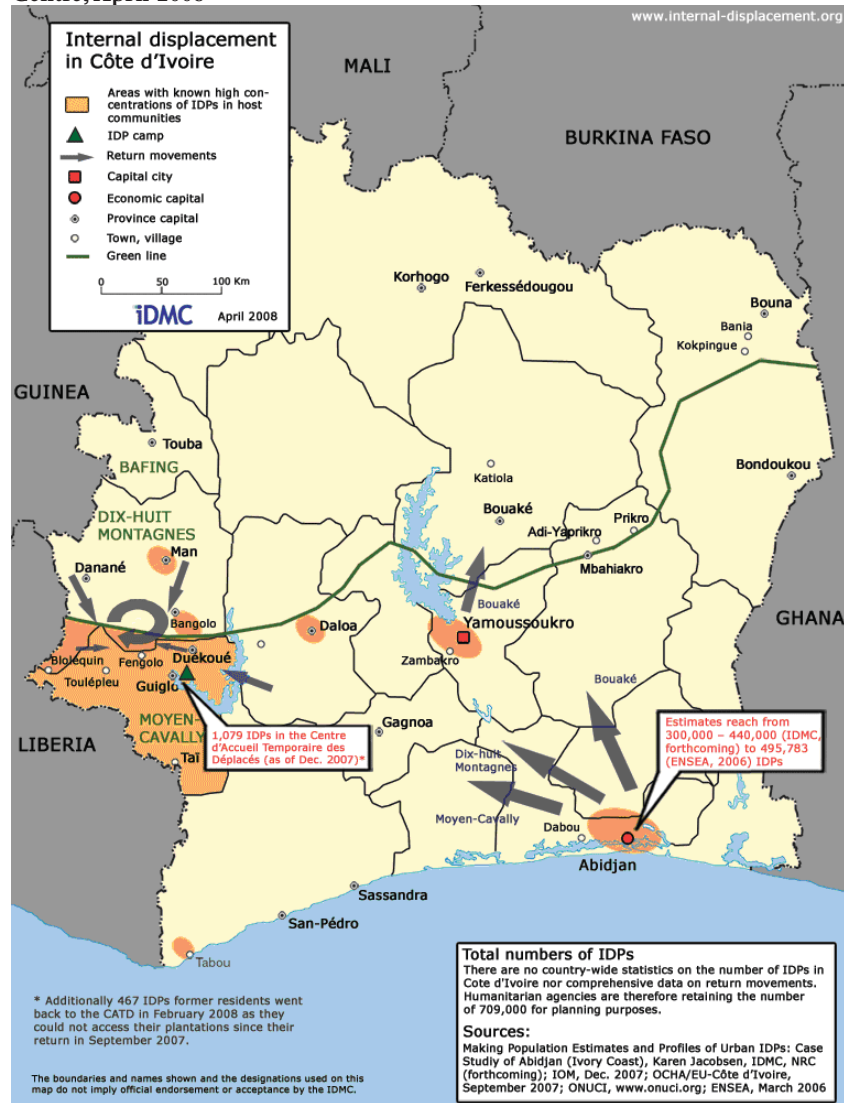 www.internal-displacement.org
Internal displacement
in Côte d'Ivoire
Areas with known high con-
centrations of IDPs in host
communities
IDP camp
Return movements
Capital city
Economic capital
Province capital
Town, village
Green line
0 50 100 Km
iDMC April 2008
MALI
BURKINA FASO
GUINEA
GHANA
LIBERIA
Korhogo
Ferkessédougou
Bouna
Bania
Kokpingue
Touba
BAFING
Katiola
Bondoukou
DIX-HUIT
MONTAGNES
Bouaké
Prikro
Adi-Yaprikro
Man
Mbahiakro
Danané
Bangolo
Bouaké
Daloa
Yamoussoukro
Duékoué
Blolequin
Fengolo
Zambakro
Toulépleu
Guiglo
Bouaké
MOYEN-
CAVALLY
Taï
1,079 IDPs in the Centre
d'Accueil Temporaire des
Déplacés (as of Dec. 2007)*
Gagnoa
Estimates reach from
300,000 – 440,000 (IDMC,
forthcoming) to 495,783
(ENSEA, 2006) IDPs
Dix-huit
Montagnes
Moyen-Cavally
Dabou
Abidjan
Sassandra
San-Pédro
Tabou
* Additionally 467 IDPs former residents went
back to the CATD in February 2008 as they
could not access their plantations since their
return in September 2007.
The boundaries and names shown and the designations used on this
map do not imply official endorsement or acceptance by the IDMC.
Total numbers of IDPs
There are no country-wide statistics on the number of IDPs in
Cote d'Ivoire nor comprehensive data on return movements.
Humanitarian agencies are therefore retaining the number
of 709,000 for planning purposes.
Sources:
Making Population Estimates and Profiles of Urban IDPs: Case
Studiy of Abidjan (Ivory Coast), Karen Jacobsen, IDMC, NRC
(forthcoming); IOM, Dec. 2007; OCHA/EU-Côte d'Ivoire,
September 2007; ONUCI, www.onuci.org; ENSEA, March 2006